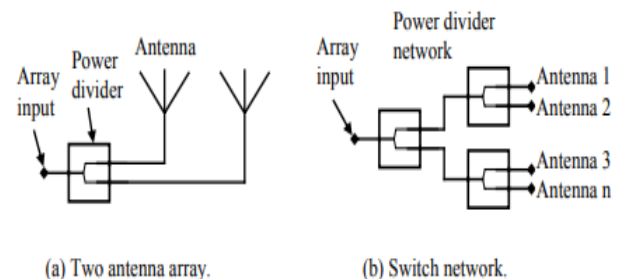 Array
input
Power
divider
Antenna
(a) Two antenna array.
Power divider
network
Array
input
Antenna 1
Antenna 2
Antenna 3
Antenna n
(b) Switch network.